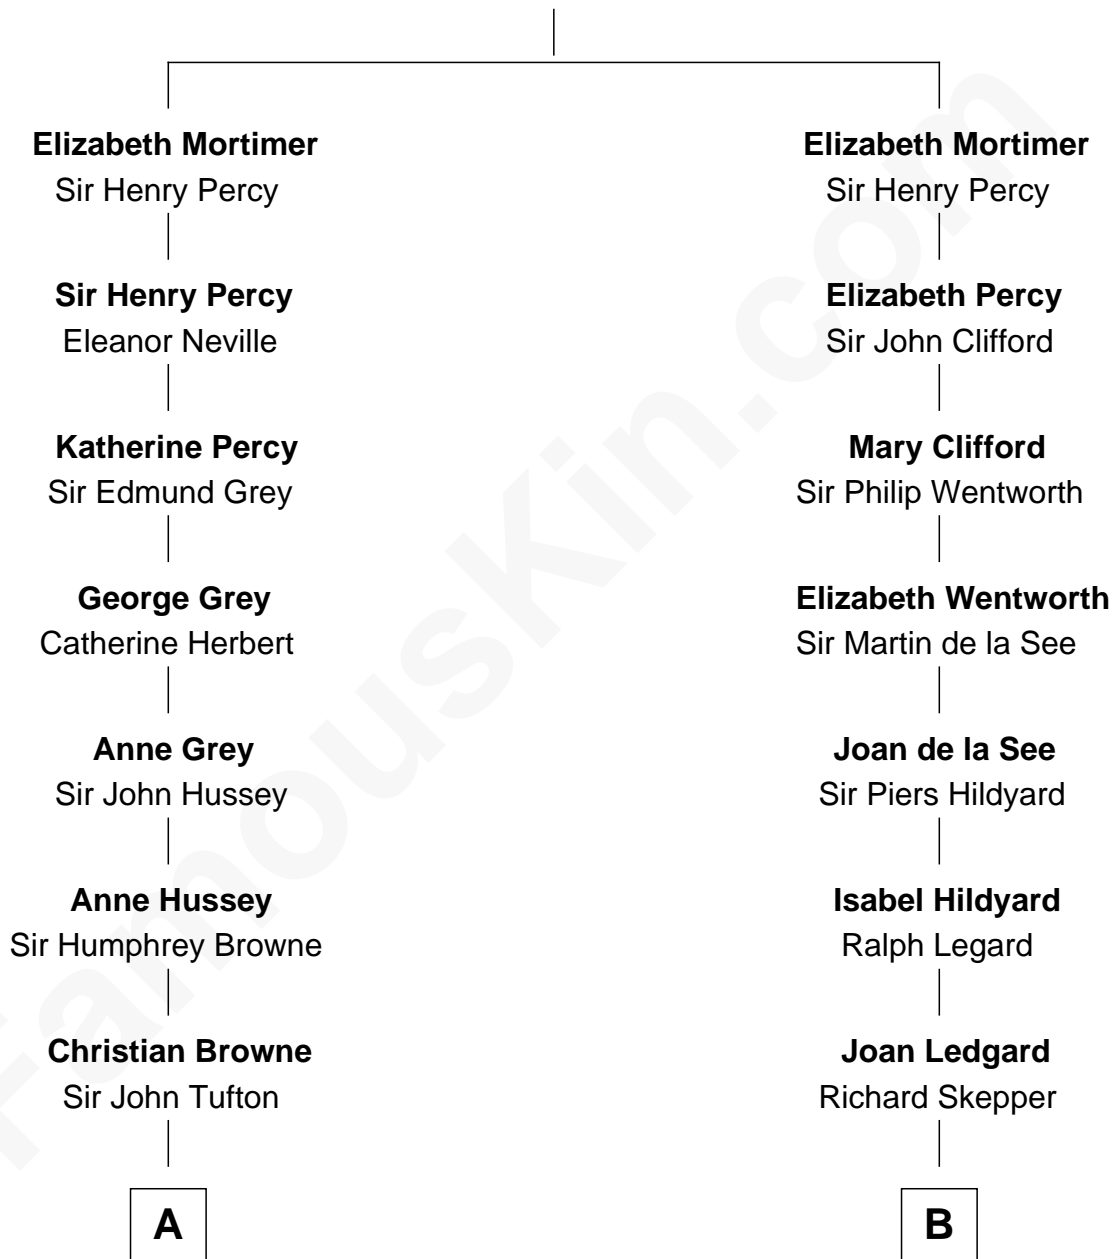 Elizabeth Mortimer
Sir Henry Percy
Sir Henry Percy
Eleanor Neville
Katherine Percy
Sir Edmund Grey
George Grey
Catherine Herbert
Anne Grey
Sir John Hussey
Anne Hussey
Sir Humphrey Browne
Christian Browne
Sir John Tufton
A
Elizabeth Mortimer
Sir Henry Percy
Elizabeth Percy
Sir John Clifford
Mary Clifford
Sir Philip Wentworth
Elizabeth Wentworth
Sir Martin de la See
Joan de la See
Sir Piers Hildyard
Isabel Hildyard
Ralph Legard
Joan Ledgard
Richard Skepper
B
FamousKin.com